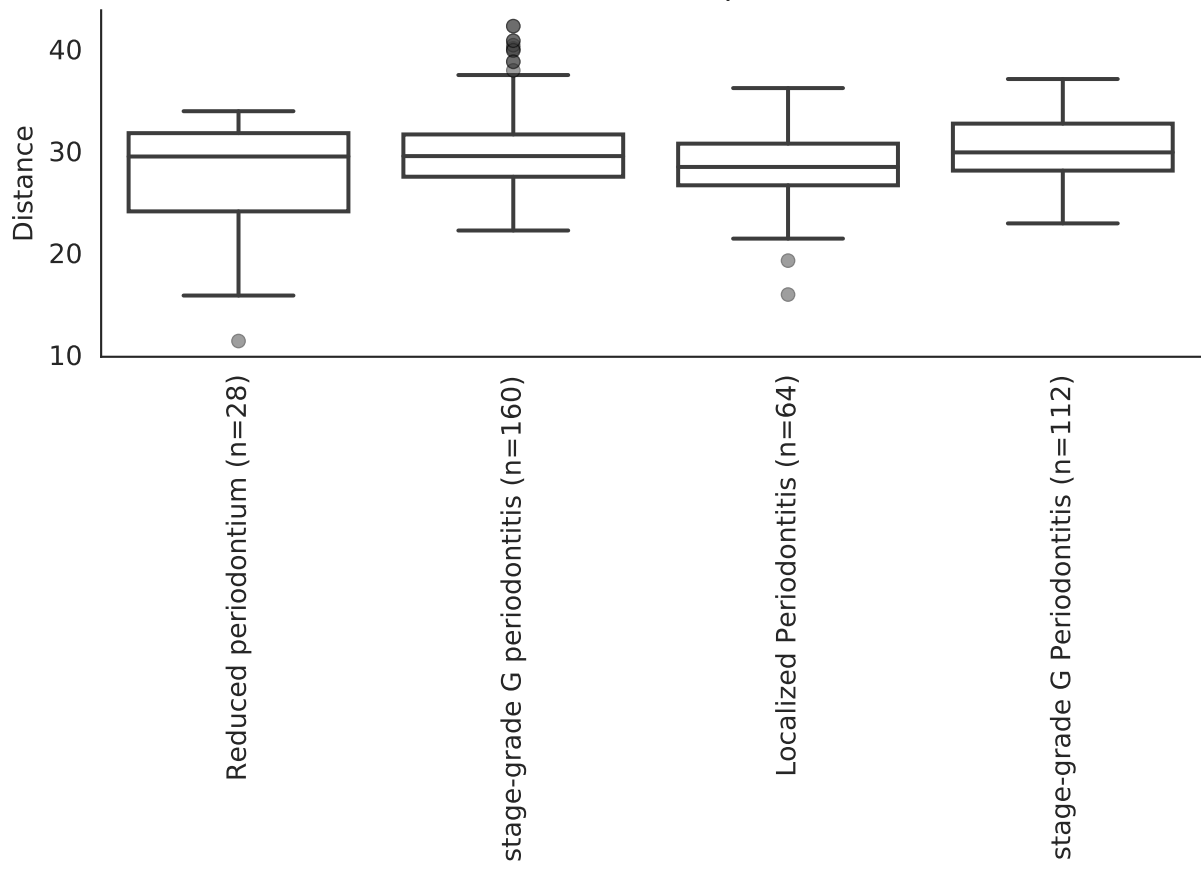 Distance
40
30
20
10
Reduced periodontium (n=28)
stage-grade G periodontitis (n=160)
Localized Periodontitis (n=64)
stage-grade G Periodontitis (n=112)